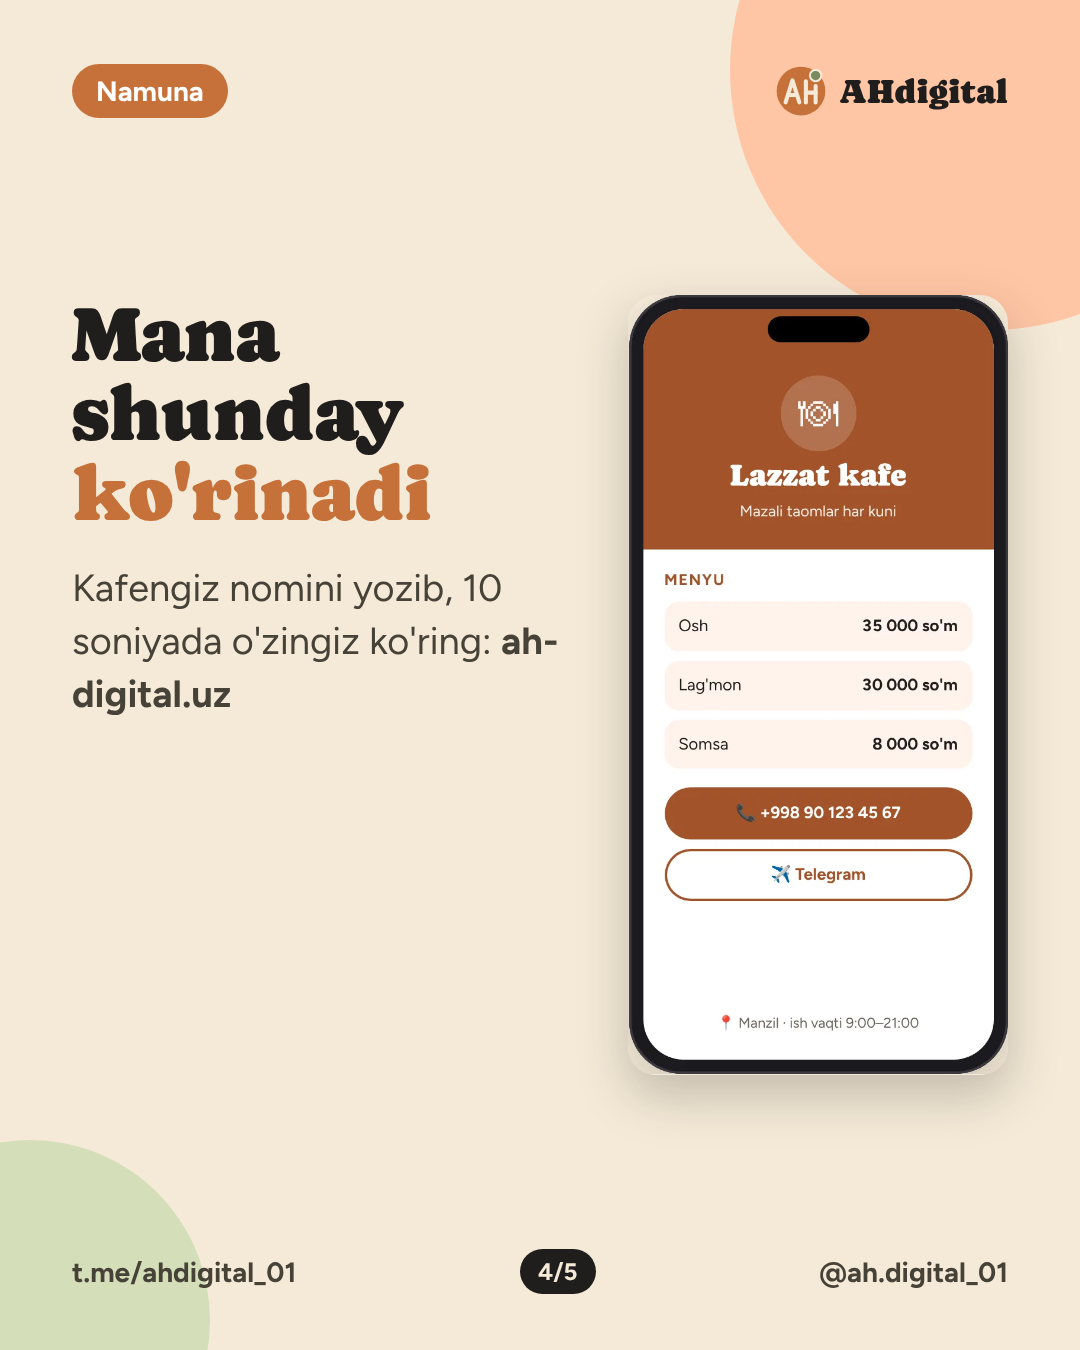 Namuna
AH AHdigital
Mana
shunday
ko'rinadi
Kafengiz nomini yozib, 10
soniyada o'zingiz ko'ring: ah-
digital.uz
Lazzat kafe
Mazali taomlar har kuni
MENYU
Osh 35 000 so'm
Lag'mon 30 000 so'm
Somsa 8 000 so'm
+998 90 123 45 67
Telegram
Manzil · ish vaqti 9:00–21:00
t.me/ahdigital_01 4/5 @ah.digital_01